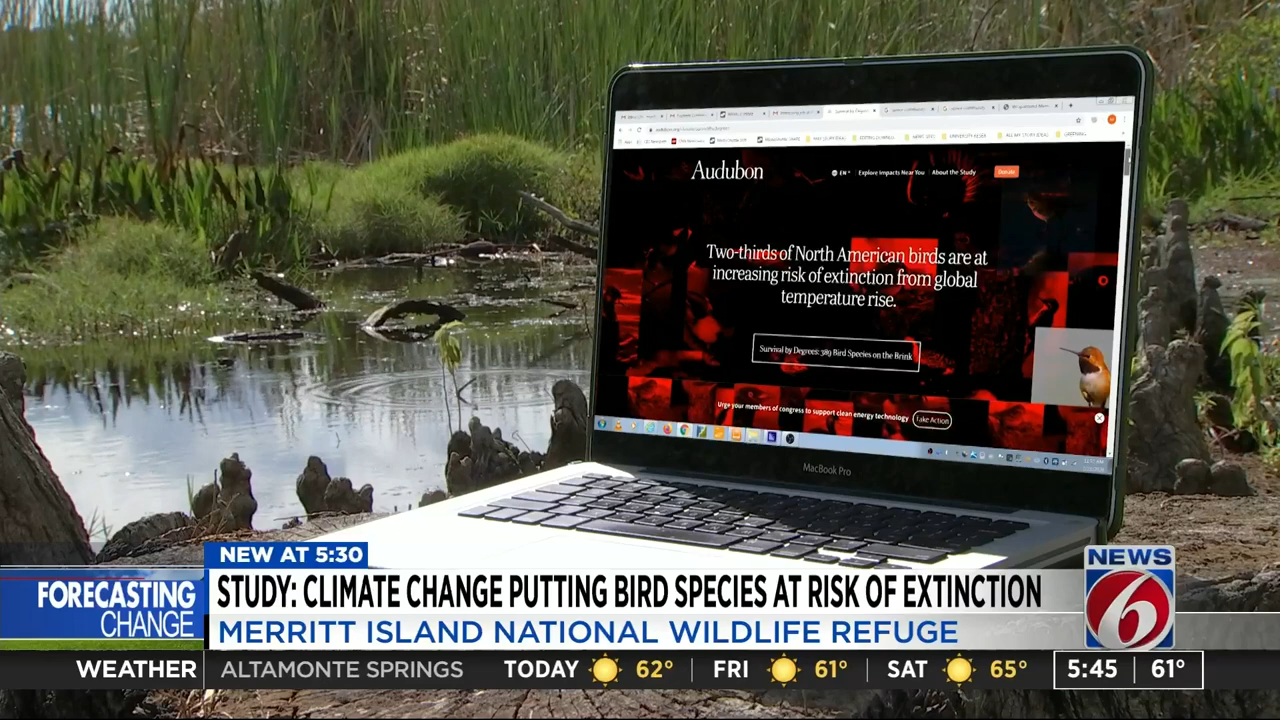 Audubon
EN
Explore Impacts Near You
About the Study
Donate
Two-thirds of North American birds are at
increasing risk of extinction from global
temperature rise.
Survival by Degrees: 389 Bird Species on the Brink
Urge your members of congress to support clean energy technology
Take Action
MacBook Pro
NEW AT 5:30
FORECASTING
CHANGE
STUDY: CLIMATE CHANGE PUTTING BIRD SPECIES AT RISK OF EXTINCTION
MERRITT ISLAND NATIONAL WILDLIFE REFUGE
NEWS
6
WEATHER
ALTAMONTE SPRINGS
TODAY 62°
FRI 61°
SAT 65°
5:45
61°